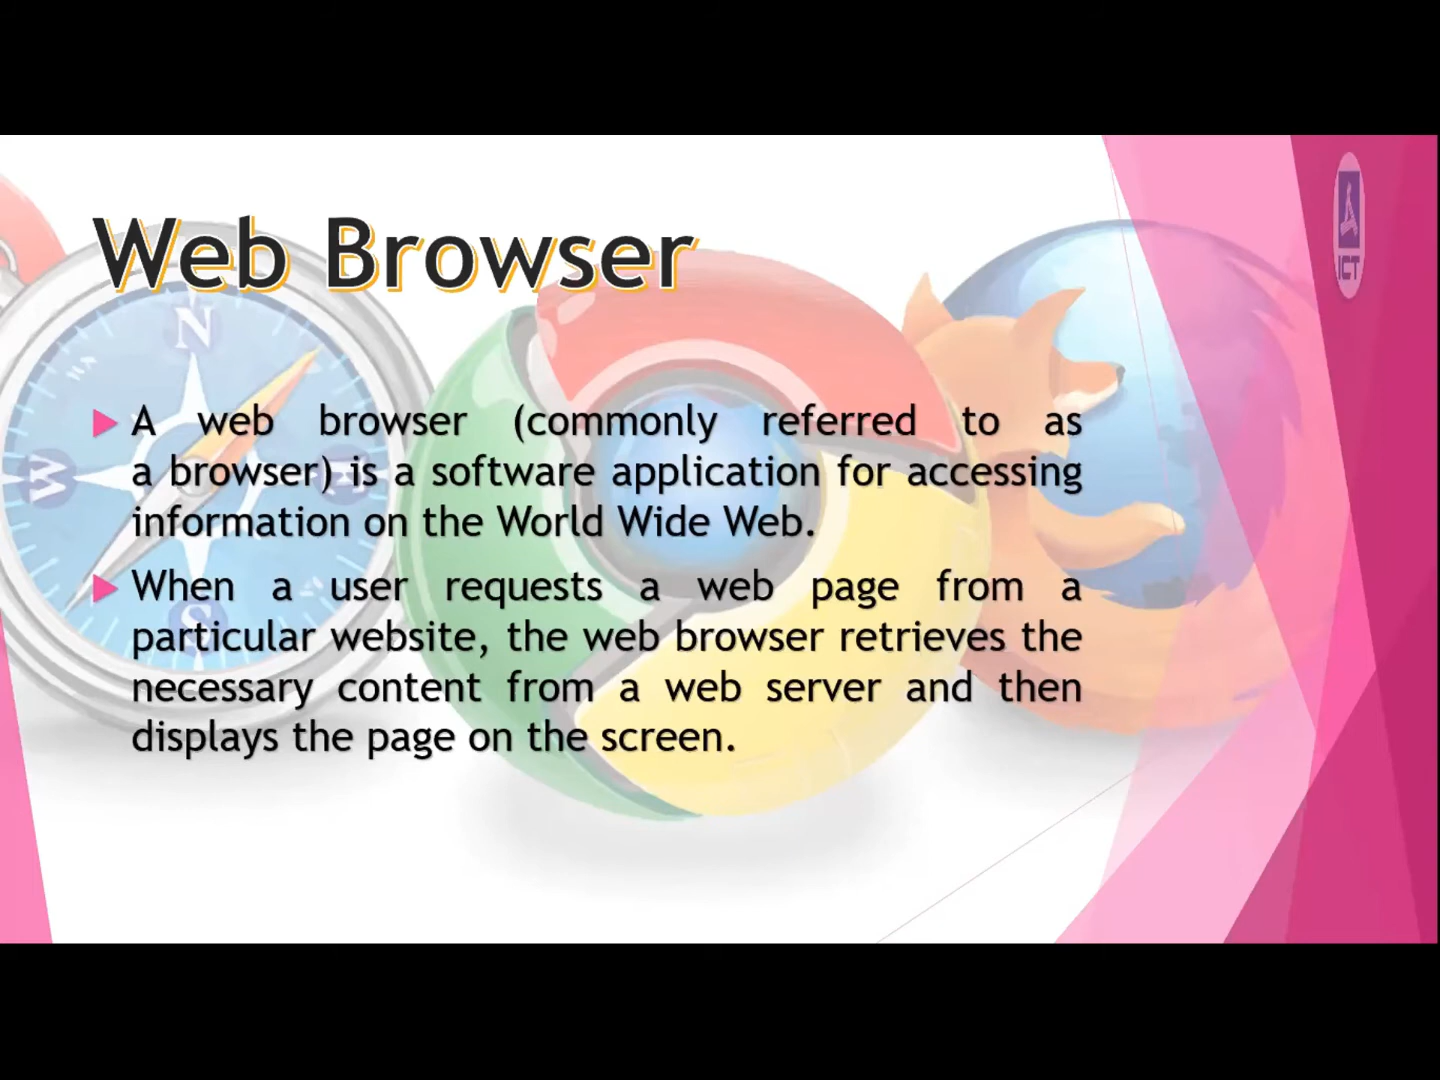 Web Browser
A web browser (commonly referred to as
a browser) is a software application for accessing
information on the World Wide Web.
When a user requests a web page from a
particular website, the web browser retrieves the
necessary content from a web server and then
displays the page on the screen.
ICT
N
W
S